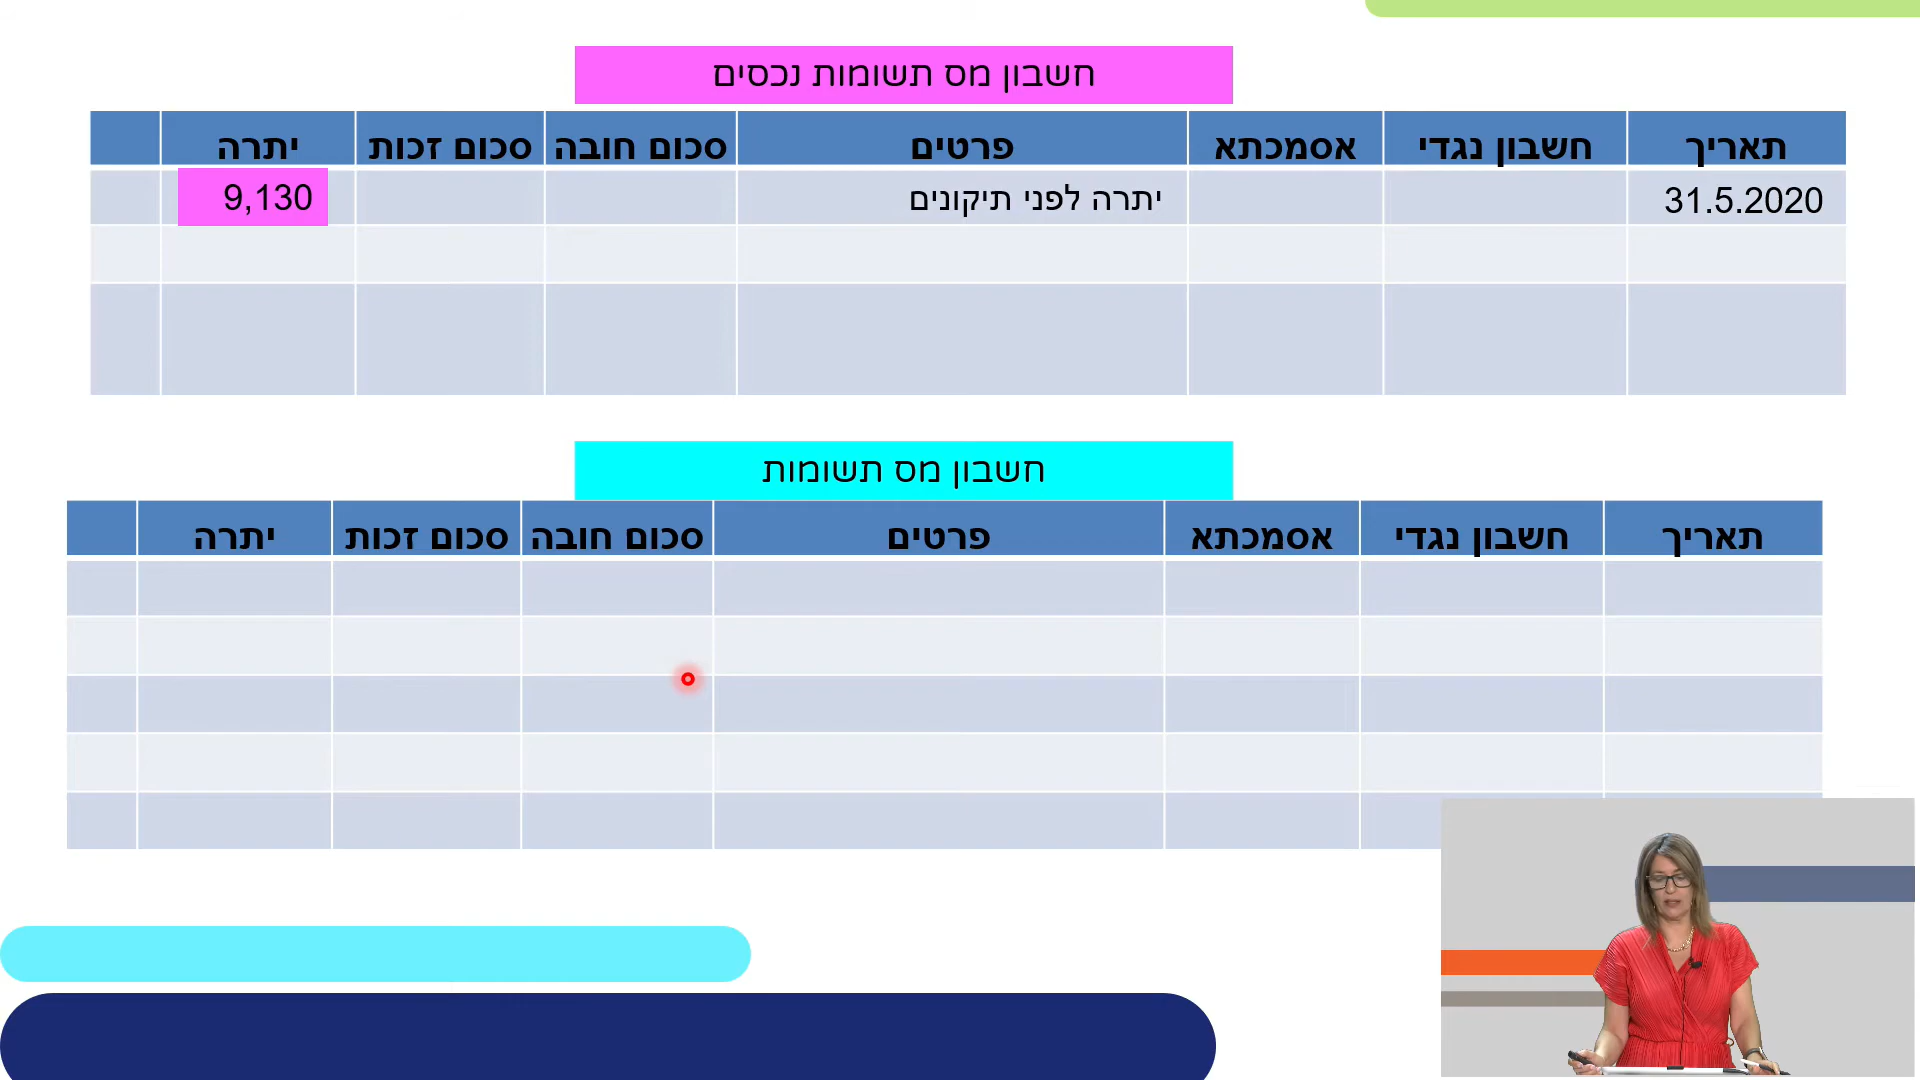 חשבון מס תשומות נכסים
תאריך חשבון נגדי אסמכתא פרטים סכום חובה סכום זכות יתרה
31.5.2020 יתרה לפני תיקונים 9,130
חשבון מס תשומות
תאריך חשבון נגדי אסמכתא פרטים סכום חובה סכום זכות יתרה